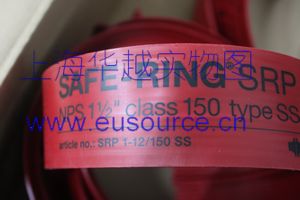 上海华越实物图
SAFE RING® SRP
NPS 1½" class 150 type SS
www.eusource.cn
article no.: SRP 1-12/150 SS